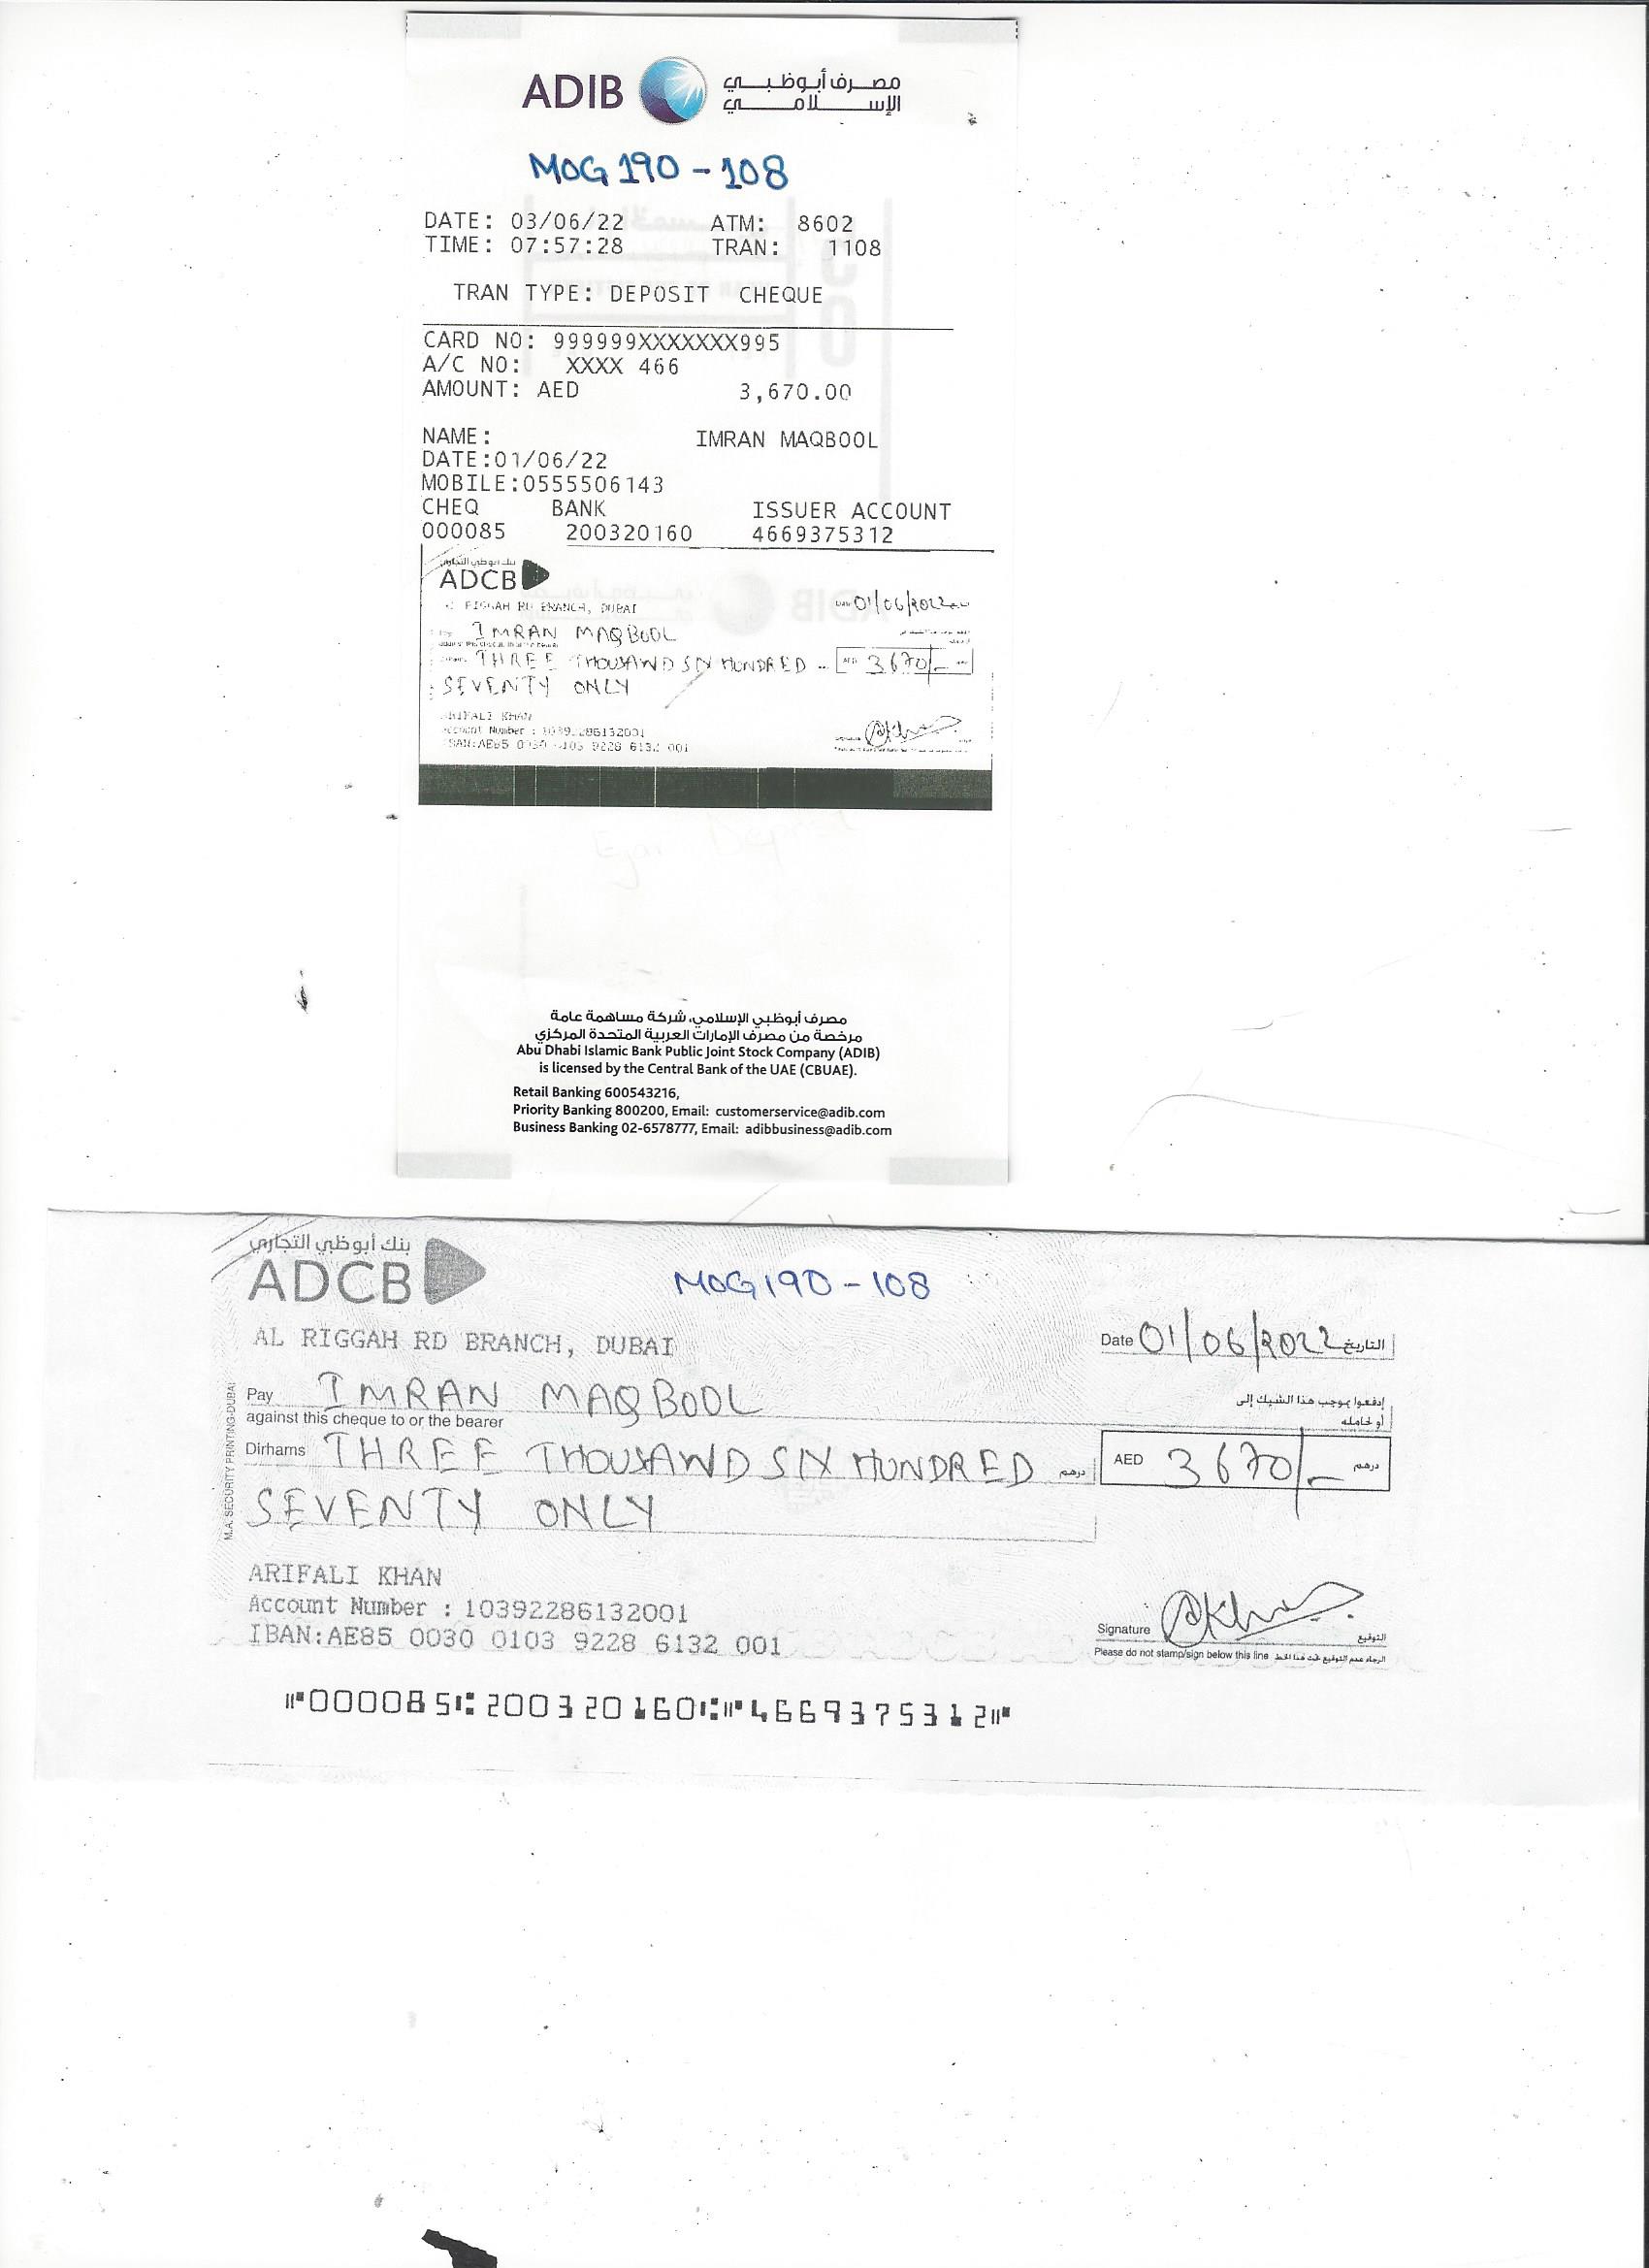 ADIB مصرف أبوظبي
الإسلامي
MOG 190 - 108
DATE: 03/06/22 ATM: 8602
TIME: 07:57:28 TRAN: 1108
TRAN TYPE: DEPOSIT CHEQUE
CARD NO: 999999XXXXXXX995
A/C NO: XXXX 466
AMOUNT: AED 3,670.00
NAME: IMRAN MAQBOOL
DATE:01/06/22
MOBILE:0555506143
CHEQ BANK ISSUER ACCOUNT
000085 200320160 4669375312
بنك أبوظبي التجاري
ADCB
RIGGAH RD BRANCH, DUBAI Date 01/06/2022
IMRAN MAQBOOL
THREE THOUSAND SIX HUNDRED AED 3670/-
SEVENTY ONLY
ARIFALI KHAN
Account Number : 10392286132001
IBAN:AE85 0030 0103 9228 6132 001
مصرف أبوظبي الإسلامي، شركة مساهمة عامة
مرخصة من مصرف الإمارات العربية المتحدة المركزي
Abu Dhabi Islamic Bank Public Joint Stock Company (ADIB)
is licensed by the Central Bank of the UAE (CBUAE).
Retail Banking 600543216,
Priority Banking 800200, Email: customerservice@adib.com
Business Banking 02-6578777, Email: adibbusiness@adib.com
بنك أبوظبي التجاري
ADCB
MOG190 - 108
AL RIGGAH RD BRANCH, DUBAI
Date 01/06/2022 التاريخ
Pay IMRAN MAQBOOL إدفعوا بموجب هذا الشيك إلى
against this cheque to or the bearer أو لحامله
Dirhams THREE THOUSAND SIX HUNDRED درهم AED 3670/- درهم
SEVENTY ONLY
M.A. SECURITY PRINTING-DUBAI
ARIFALI KHAN
Account Number : 10392286132001
IBAN:AE85 0030 0103 9228 6132 001
Signature التوقيع
Please do not stamp/sign below this line الرجاء عدم التوقيع تحت هذا الخط
⑈000085⑆200320160⑆⑈4669375312⑈